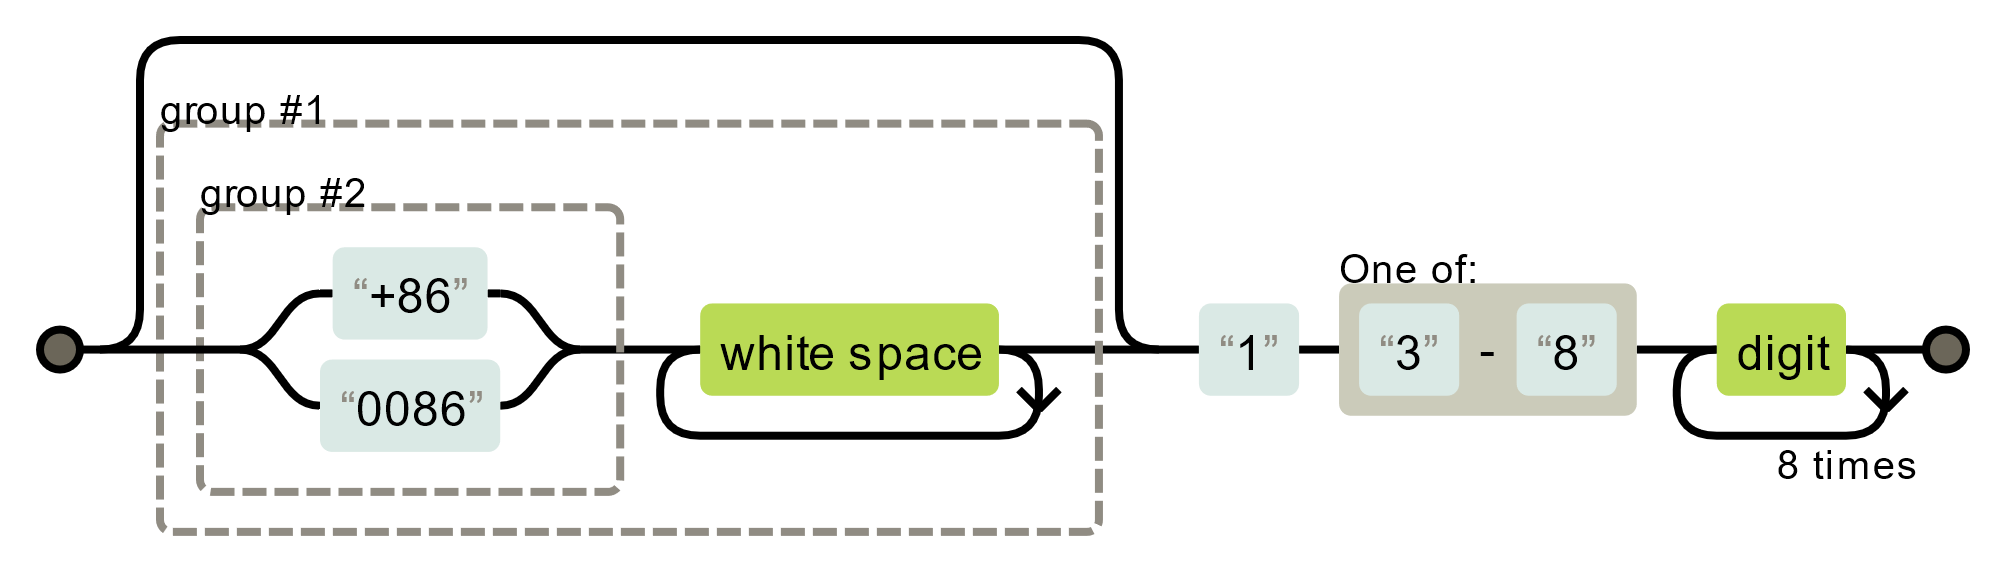 group #1
group #2
“+86”
“0086”
white space
“1”
One of:
“3” - “8”
digit
8 times